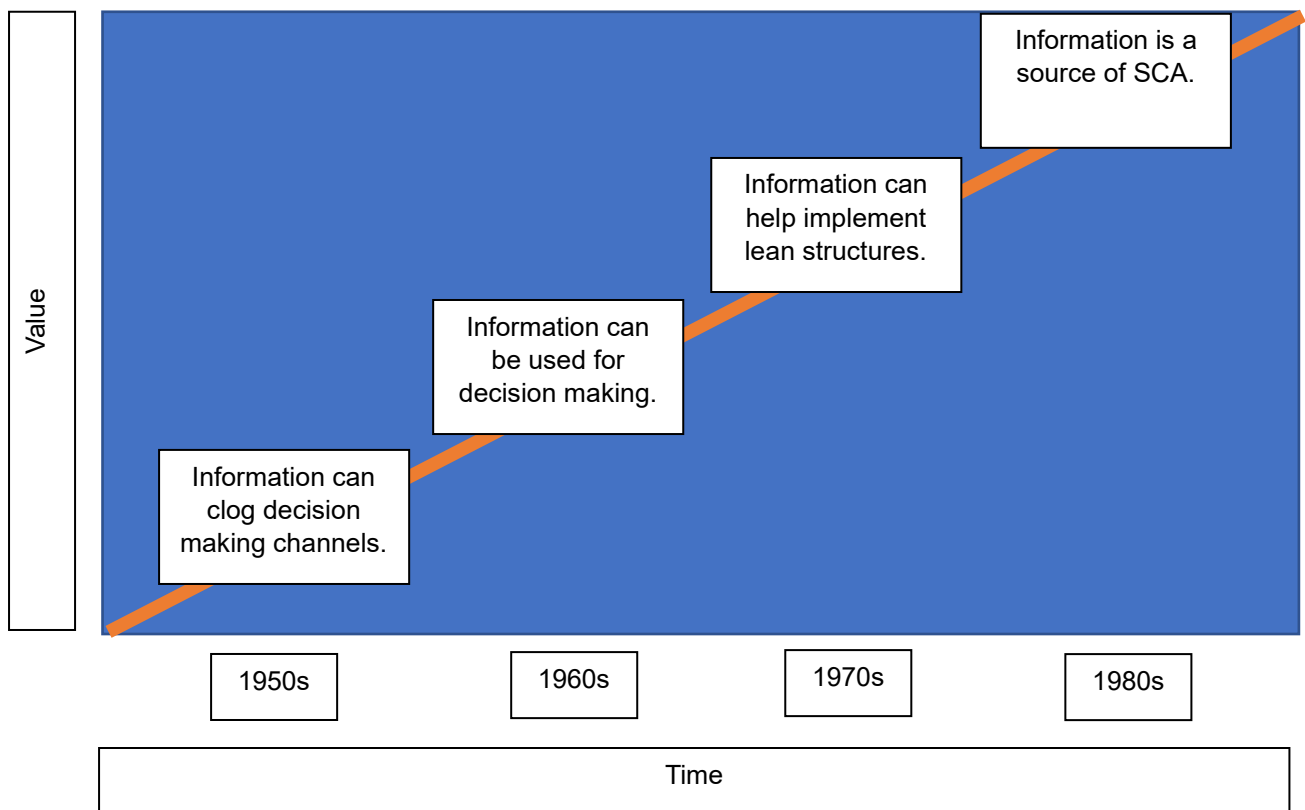 Information is a
source of SCA.
Information can
help implement
lean structures.
Information can
be used for
decision making.
Information can
clog decision
making channels.
Value
1950s
1960s
1970s
1980s
Time